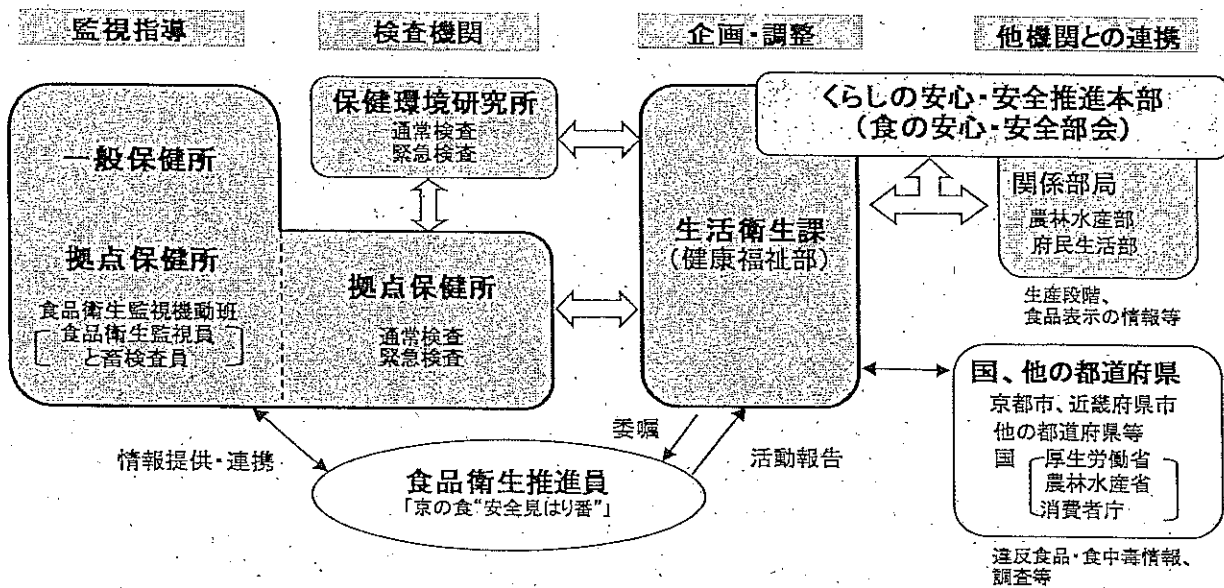 監視指導
検査機関
企画・調整
他機関との連携
一般保健所
拠点保健所
食品衛生監視機動班
食品衛生監視員
と畜検査員
保健環境研究所
通常検査
緊急検査
拠点保健所
通常検査
緊急検査
生活衛生課
(健康福祉部)
くらしの安心・安全推進本部
(食の安心・安全部会)
関係部局
農林水産部
府民生活部
生産段階、
食品表示の情報等
国、他の都道府県
京都市、近畿府県市
他の都道府県等
国 厚生労働省
農林水産省
消費者庁
違反食品・食中毒情報、
調査等
情報提供・連携
委嘱
活動報告
食品衛生推進員
「京の食“安全見はり番”」